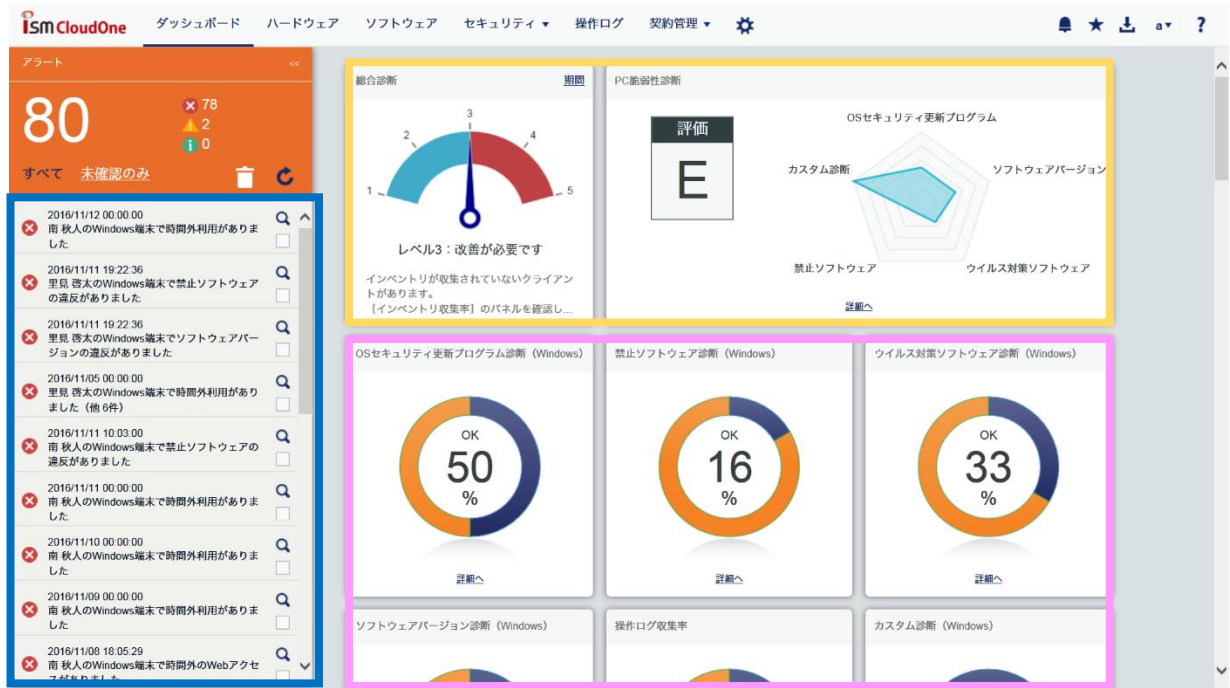 ism CloudOne ダッシュボード ハードウェア ソフトウェア セキュリティ ▼ 操作ログ 契約管理 ▼ a▼ ?
アラート <<
80
78
2
0
すべて 未確認のみ
2016/11/12 00:00:00
南 秋人のWindows端末で時間外利用がありま
した
2016/11/11 19:22:36
里見 啓太のWindows端末で禁止ソフトウェア
の違反がありました
2016/11/11 19:22:36
里見 啓太のWindows端末でソフトウェアバー
ジョンの違反がありました
2016/11/05 00:00:00
里見 啓太のWindows端末で時間外利用があり
ました（他 6件）
2016/11/11 10:03:00
南 秋人のWindows端末で禁止ソフトウェアの
違反がありました
2016/11/11 00:00:00
南 秋人のWindows端末で時間外利用がありま
した
2016/11/10 00:00:00
南 秋人のWindows端末で時間外利用がありま
した
2016/11/09 00:00:00
南 秋人のWindows端末で時間外利用がありま
した
2016/11/08 18:05:29
南 秋人のWindows端末で時間外のWebアクセ
スがありました
総合診断 期間
1
2
3
4
5
レベル3：改善が必要です
インベントリが収集されていないクライアン
トがあります。
［インベントリ収集率］のパネルを確認し...
PC脆弱性診断
評価
E
OSセキュリティ更新プログラム
カスタム診断
ソフトウェアバージョン
禁止ソフトウェア
ウイルス対策ソフトウェア
詳細へ
OSセキュリティ更新プログラム診断（Windows）
OK
50
%
詳細へ
禁止ソフトウェア診断（Windows）
OK
16
%
詳細へ
ウイルス対策ソフトウェア診断（Windows）
OK
33
%
詳細へ
ソフトウェアバージョン診断（Windows）
操作ログ収集率
カスタム診断（Windows）